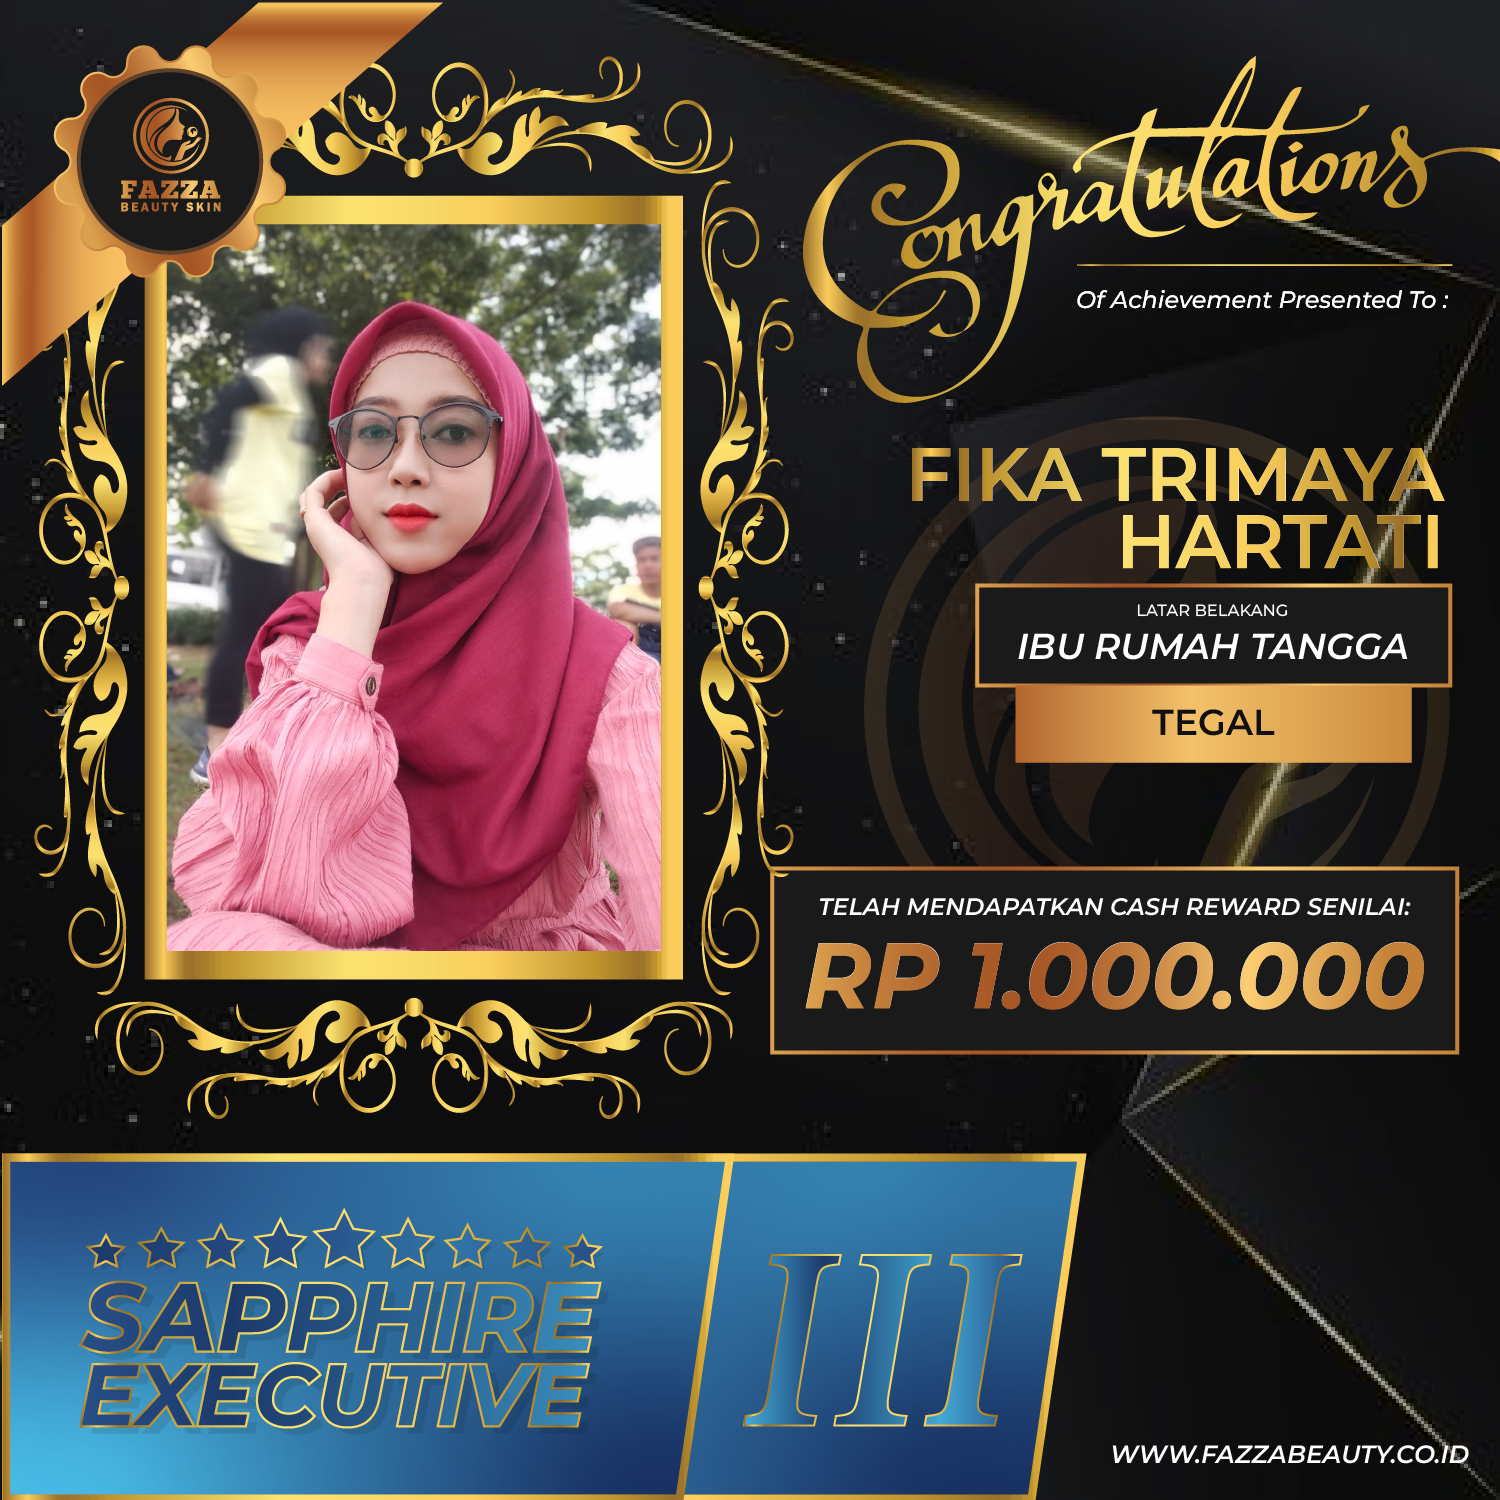 FAZZA
BEAUTY SKIN
Congratulations
Of Achievement Presented To :
FIKA TRIMAYA
HARTATI
LATAR BELAKANG
IBU RUMAH TANGGA
TEGAL
TELAH MENDAPATKAN CASH REWARD SENILAI:
RP 1.000.000
SAPPHIRE
EXECUTIVE
III
WWW.FAZZABEAUTY.CO.ID